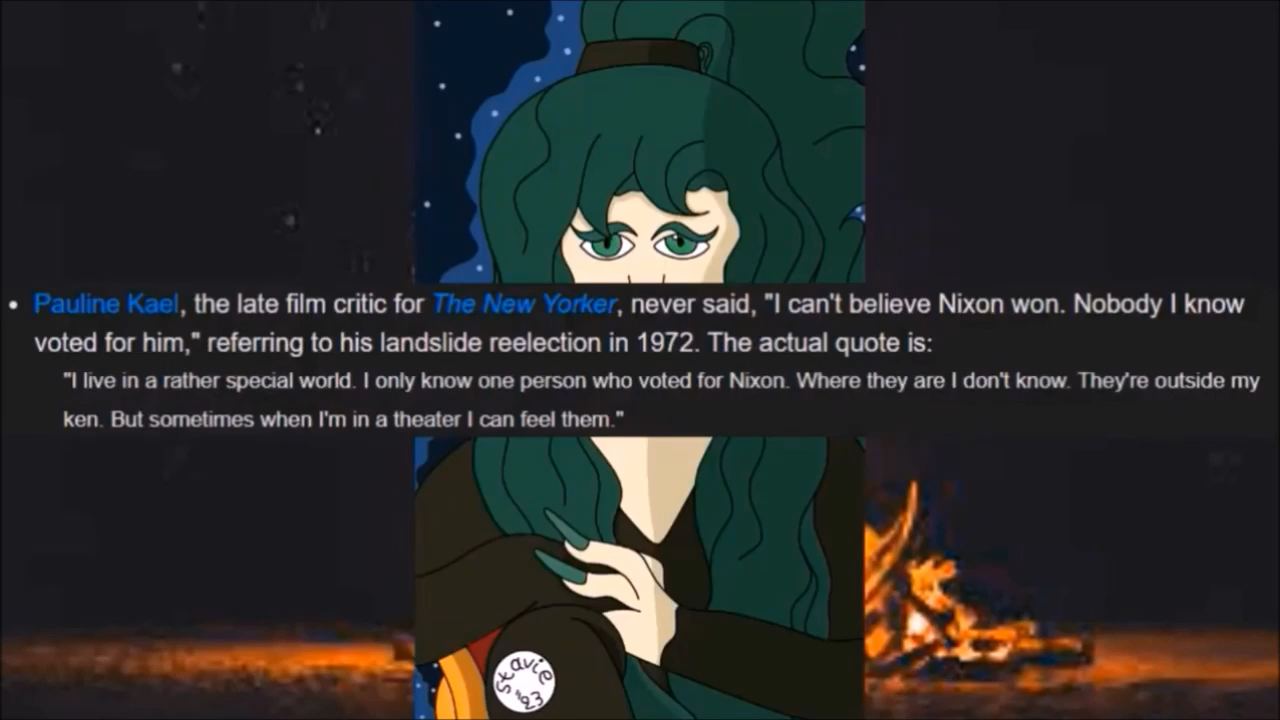 • Pauline Kael, the late film critic for The New Yorker, never said, "I can't believe Nixon won. Nobody I know
voted for him," referring to his landslide reelection in 1972. The actual quote is:
"I live in a rather special world. I only know one person who voted for Nixon. Where they are I don't know. They're outside my
ken. But sometimes when I'm in a theater I can feel them."
Stavie
'23